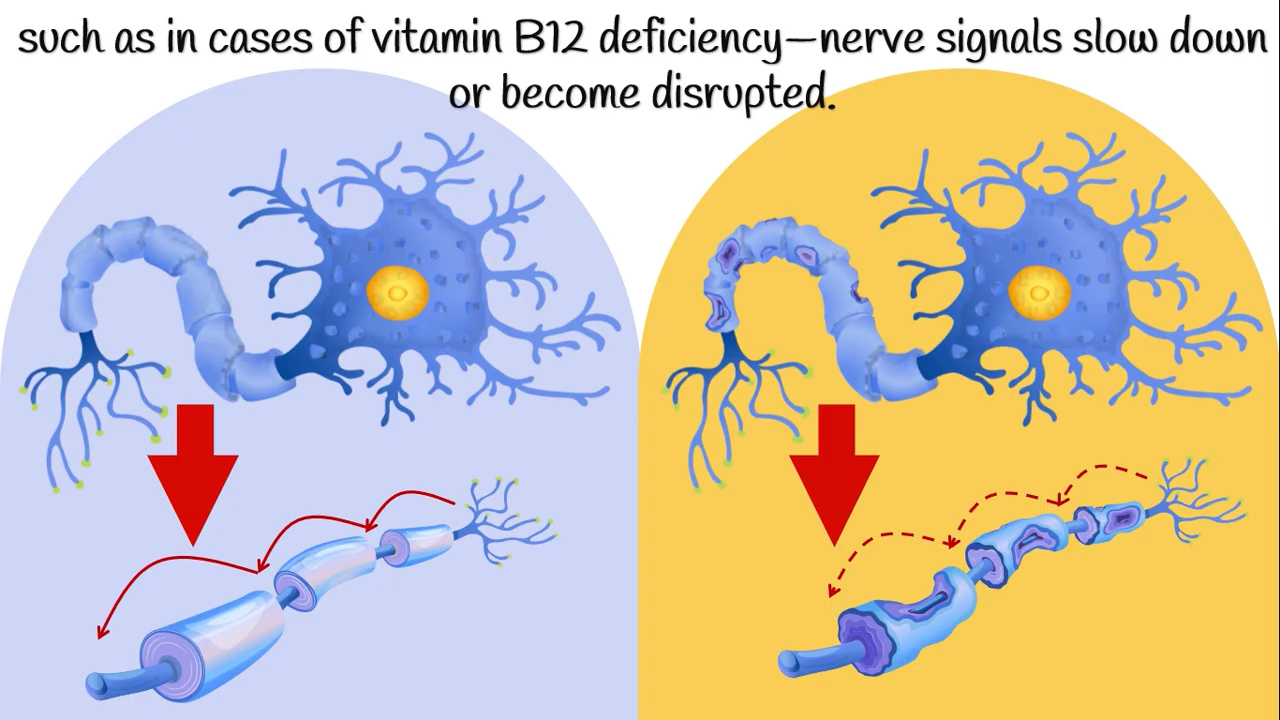 such as in cases of vitamin B12 deficiency—nerve signals slow down
or become disrupted.